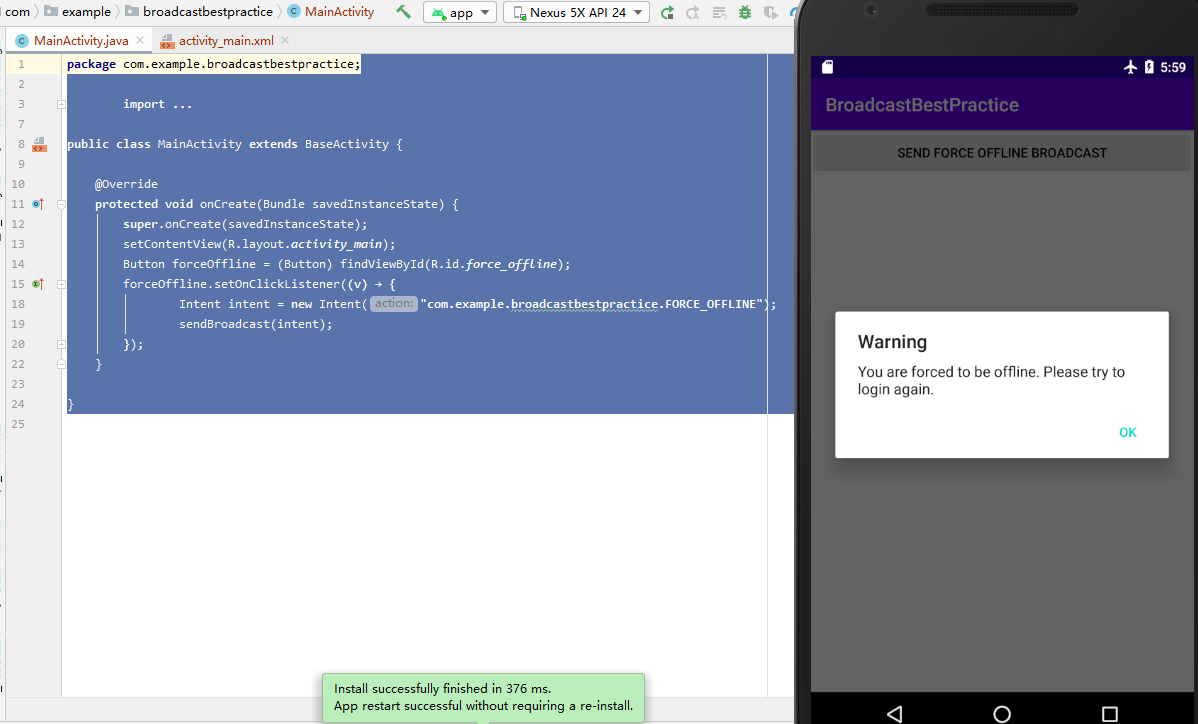 com example broadcastbestpractice MainActivity app Nexus 5X API 24
MainActivity.java activity_main.xml
1 package com.example.broadcastbestpractice;
2
3 import ...
7
8 public class MainActivity extends BaseActivity {
9
10 @Override
11 protected void onCreate(Bundle savedInstanceState) {
12 super.onCreate(savedInstanceState);
13 setContentView(R.layout.activity_main);
14 Button forceOffline = (Button) findViewById(R.id.force_offline);
15 forceOffline.setOnClickListener((v) → {
18 Intent intent = new Intent( action: "com.example.broadcastbestpractice.FORCE_OFFLINE");
19 sendBroadcast(intent);
20 });
22 }
23
24 }
25
Install successfully finished in 376 ms.
App restart successful without requiring a re-install.
5:59
BroadcastBestPractice
SEND FORCE OFFLINE BROADCAST
Warning
You are forced to be offline. Please try to
login again.
OK